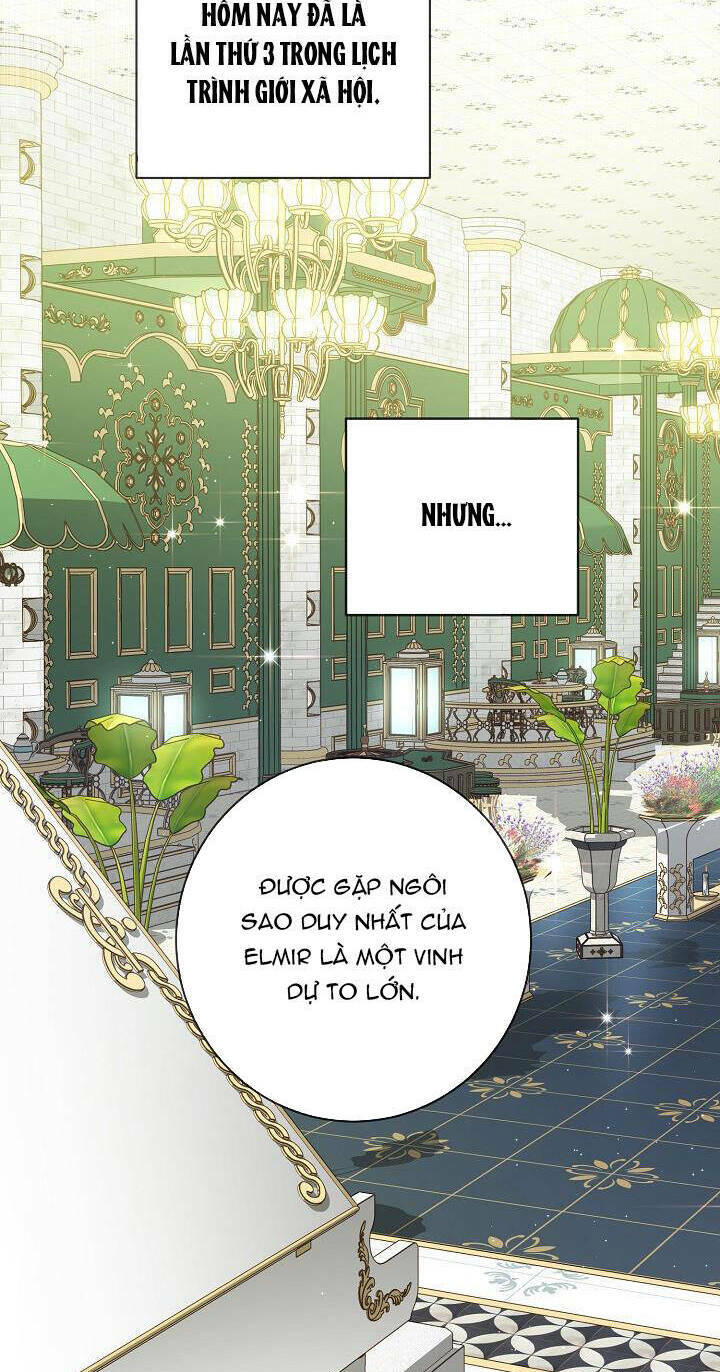 HÔM NAY ĐÃ LÀ
LẦN THỨ 3 TRONG LỊCH
TRÌNH GIỚI XÃ HỘI.
NHƯNG...
ĐƯỢC GẶP NGÔI
SAO DUY NHẤT CỦA
ELMIR LÀ MỘT VINH
DỰ TO LỚN.